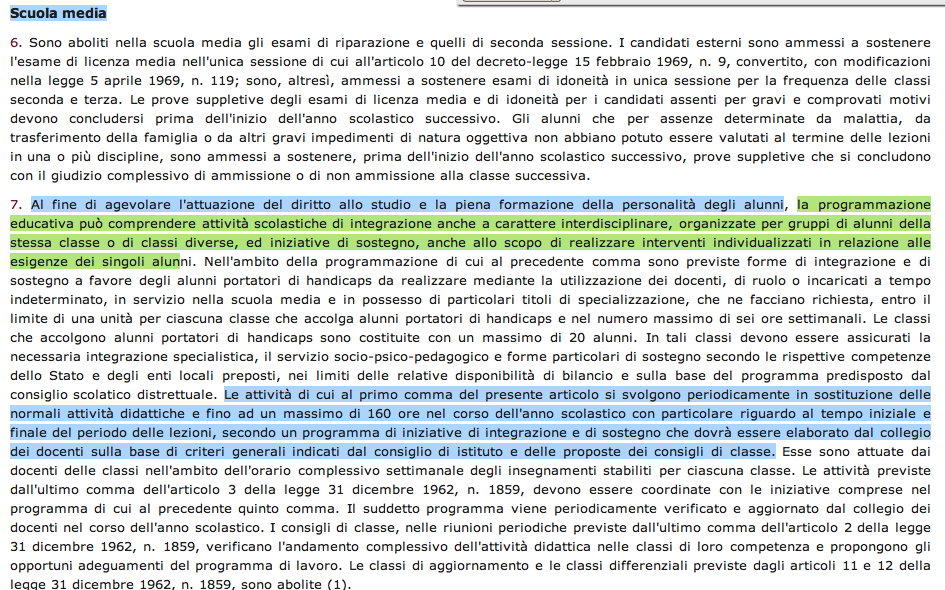 Scuola media
6. Sono aboliti nella scuola media gli esami di riparazione e quelli di seconda sessione. I candidati esterni sono ammessi a sostenere
l'esame di licenza media nell'unica sessione di cui all'articolo 10 del decreto-legge 15 febbraio 1969, n. 9, convertito, con modificazioni
nella legge 5 aprile 1969, n. 119; sono, altresì, ammessi a sostenere esami di idoneità in unica sessione per la frequenza delle classi
seconda e terza. Le prove suppletive degli esami di licenza media e di idoneità per i candidati assenti per gravi e comprovati motivi
devono concludersi prima dell'inizio dell'anno scolastico successivo. Gli alunni che per assenze determinate da malattia, da
trasferimento della famiglia o da altri gravi impedimenti di natura oggettiva non abbiano potuto essere valutati al termine delle lezioni
in una o più discipline, sono ammessi a sostenere, prima dell'inizio dell'anno scolastico successivo, prove suppletive che si concludono
con il giudizio complessivo di ammissione o di non ammissione alla classe successiva.
7. Al fine di agevolare l'attuazione del diritto allo studio e la piena formazione della personalità degli alunni, la programmazione
educativa può comprendere attività scolastiche di integrazione anche a carattere interdisciplinare, organizzate per gruppi di alunni della
stessa classe o di classi diverse, ed iniziative di sostegno, anche allo scopo di realizzare interventi individualizzati in relazione alle
esigenze dei singoli alunni. Nell'ambito della programmazione di cui al precedente comma sono previste forme di integrazione e di
sostegno a favore degli alunni portatori di handicaps da realizzare mediante la utilizzazione dei docenti, di ruolo o incaricati a tempo
indeterminato, in servizio nella scuola media e in possesso di particolari titoli di specializzazione, che ne facciano richiesta, entro il
limite di una unità per ciascuna classe che accolga alunni portatori di handicaps e nel numero massimo di sei ore settimanali. Le classi
che accolgono alunni portatori di handicaps sono costituite con un massimo di 20 alunni. In tali classi devono essere assicurati la
necessaria integrazione specialistica, il servizio socio-psico-pedagogico e forme particolari di sostegno secondo le rispettive competenze
dello Stato e degli enti locali preposti, nei limiti delle relative disponibilità di bilancio e sulla base del programma predisposto dal
consiglio scolastico distrettuale. Le attività di cui al primo comma del presente articolo si svolgono periodicamente in sostituzione delle
normali attività didattiche e fino ad un massimo di 160 ore nel corso dell'anno scolastico con particolare riguardo al tempo iniziale e
finale del periodo delle lezioni, secondo un programma di iniziative di integrazione e di sostegno che dovrà essere elaborato dal collegio
dei docenti sulla base di criteri generali indicati dal consiglio di istituto e delle proposte dei consigli di classe. Esse sono attuate dai
docenti delle classi nell'ambito dell'orario complessivo settimanale degli insegnamenti stabiliti per ciascuna classe. Le attività previste
dall'ultimo comma dell'articolo 3 della legge 31 dicembre 1962, n. 1859, devono essere coordinate con le iniziative comprese nel
programma di cui al precedente quinto comma. Il suddetto programma viene periodicamente verificato e aggiornato dal collegio dei
docenti nel corso dell'anno scolastico. I consigli di classe, nelle riunioni periodiche previste dall'ultimo comma dell'articolo 2 della legge
31 dicembre 1962, n. 1859, verificano l'andamento complessivo dell'attività didattica nelle classi di loro competenza e propongono gli
opportuni adeguamenti del programma di lavoro. Le classi di aggiornamento e le classi differenziali previste dagli articoli 11 e 12 della
legge 31 dicembre 1962, n. 1859, sono abolite (1).